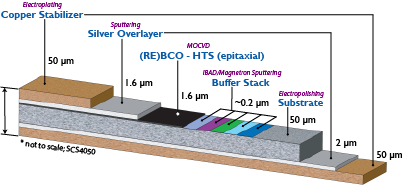 Electroplating
Copper Stabilizer
Sputtering
Silver Overlayer
MOCVD
(RE)BCO - HTS (epitaxial)
IBAD/Magnetron Sputtering
Buffer Stack
Electropolishing
Substrate
50 μm
1.6 μm
1.6 μm
~0.2 μm
50 μm
2 μm
50 μm
* not to scale; SCS4050